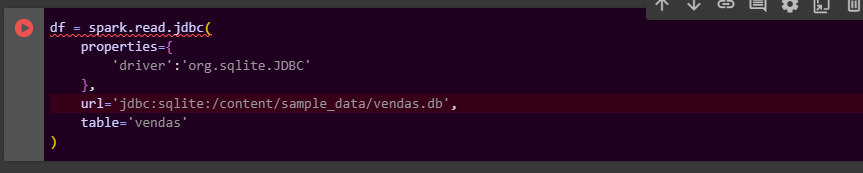 df = spark.read.jdbc(
    properties={
        'driver':'org.sqlite.JDBC'
    },
    url='jdbc:sqlite:/content/sample_data/vendas.db',
    table='vendas'
)